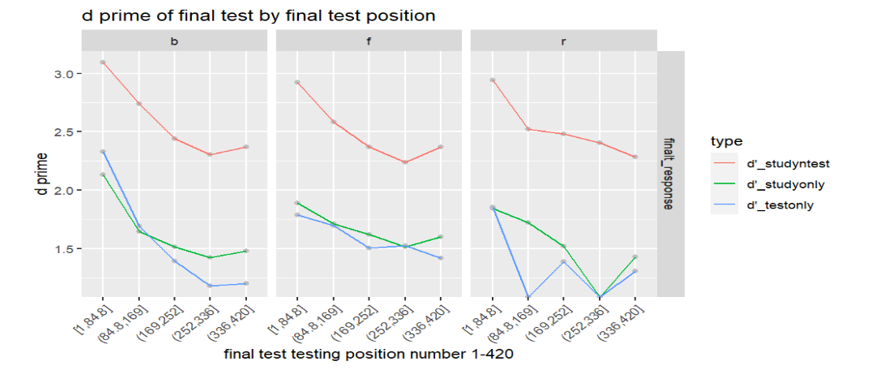 d prime of final test by final test position
b
f
r
d prime
3.0
2.5
2.0
1.5
finalt_response
type
d'_studyntest
d'_studyonly
d'_testonly
[1,84.8]
(84.8,169]
(169,252]
(252,336]
(336,420]
[1,84.8]
(84.8,169]
(169,252]
(252,336]
(336,420]
[1,84.8]
(84.8,169]
(169,252]
(252,336]
(336,420]
final test testing position number 1-420